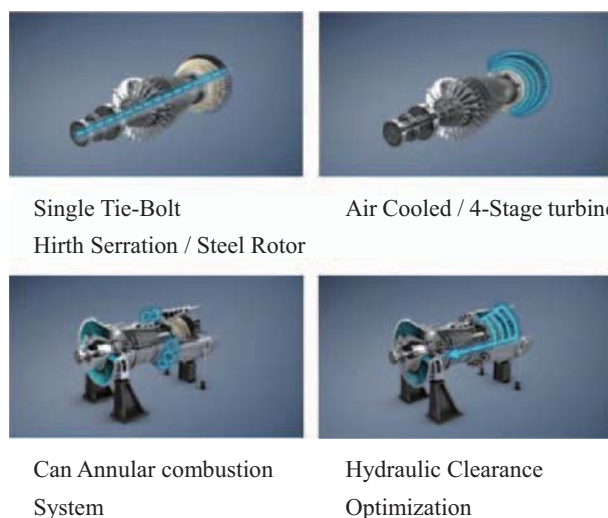 Single Tie-Bolt
Hirth Serration / Steel Rotor
Air Cooled / 4-Stage turbine
Can Annular combustion
System
Hydraulic Clearance
Optimization